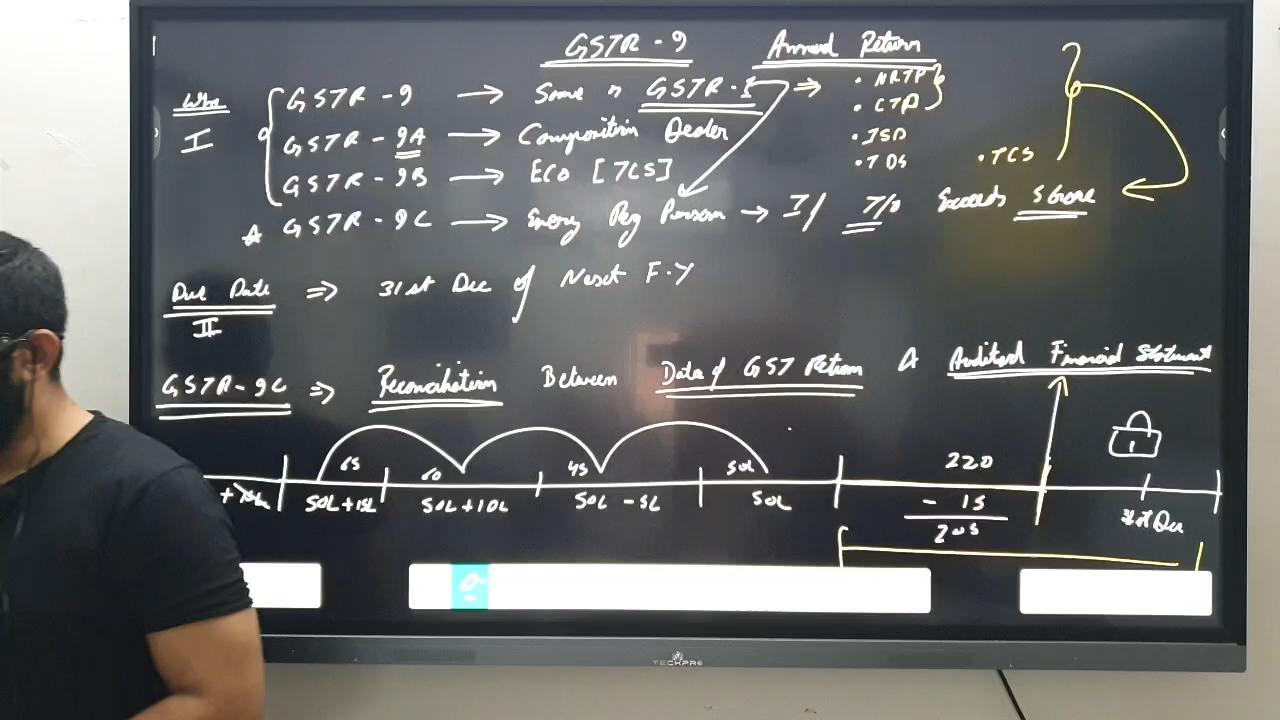 GSTR - 9 Annual Return
Who GSTR - 9 → Same as GSTR-1 ⇒ • NRTP
• CTP
I GSTR - 9A → Composition Dealer • ISD
GSTR - 9B → ECO [TCS] • TDS • TCS
GSTR - 9C → Every Reg Person → If T/O Exceeds 5 Crore
Due Date ⇒ 31st Dec of Next F.Y
II
GSTR-9C ⇒ Reconciliation Between Data of GST Return & Audited Financial Statement
65 60 45 50L 220
50L+15L 50L+10L 50L-5L 50L - 15 31st Dec
205
TECKPRO